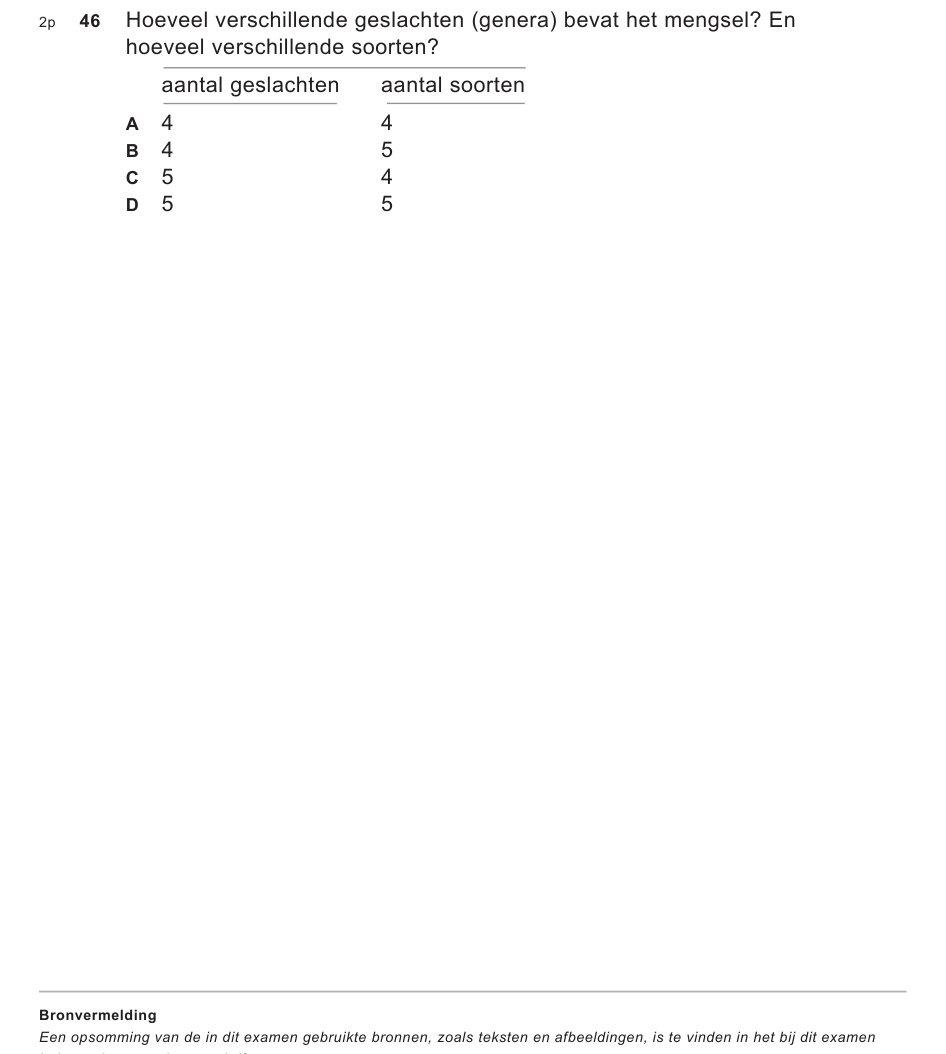 2p 46 Hoeveel verschillende geslachten (genera) bevat het mengsel? En
hoeveel verschillende soorten?
aantal geslachten aantal soorten
A 4 4
B 4 5
C 5 4
D 5 5
Bronvermelding
Een opsomming van de in dit examen gebruikte bronnen, zoals teksten en afbeeldingen, is te vinden in het bij dit examen